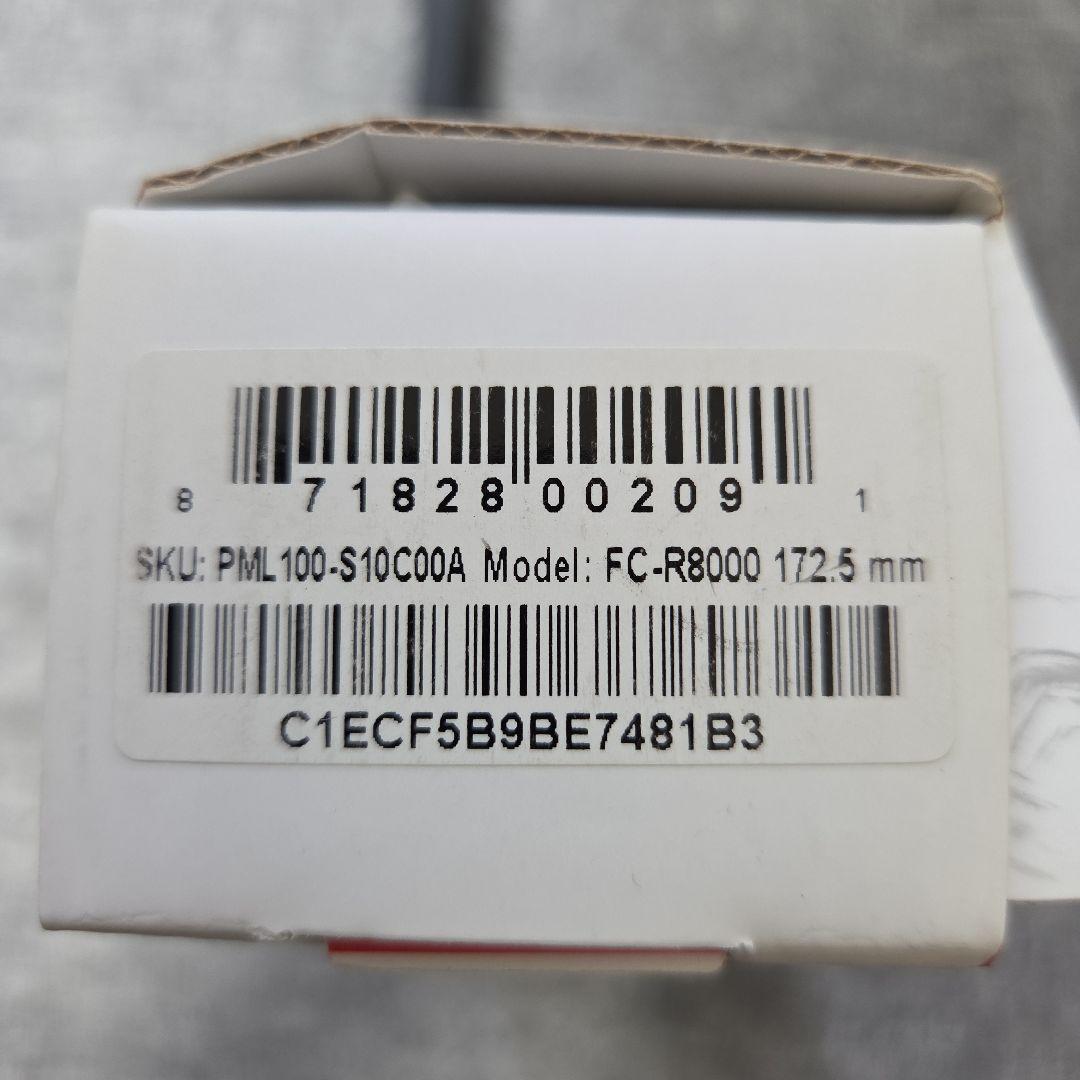 8 71828 00209 1
SKU: PML100-S10C00A Model: FC-R8000 172.5 mm
C1ECF5B9BE7481B3